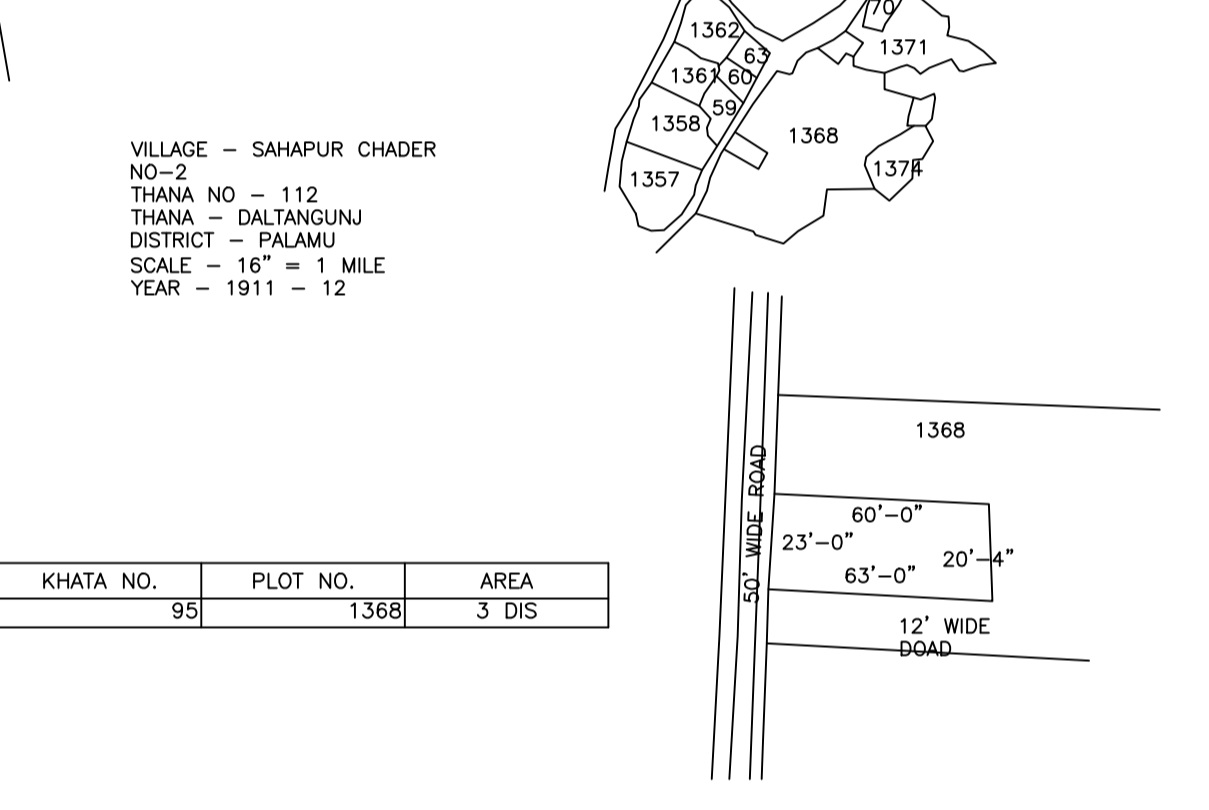 70
1362
1371
63
1361
60
59
1358
1368
1374
1357
VILLAGE – SAHAPUR CHADER
NO–2
THANA NO – 112
THANA – DALTANGUNJ
DISTRICT – PALAMU
SCALE – 16” = 1 MILE
YEAR – 1911 – 12
1368
50' WIDE ROAD
60'–0”
23'–0”
20'–4”
63'–0”
12' WIDE
DOAD
KHATA NO. PLOT NO. AREA
95 1368 3 DIS